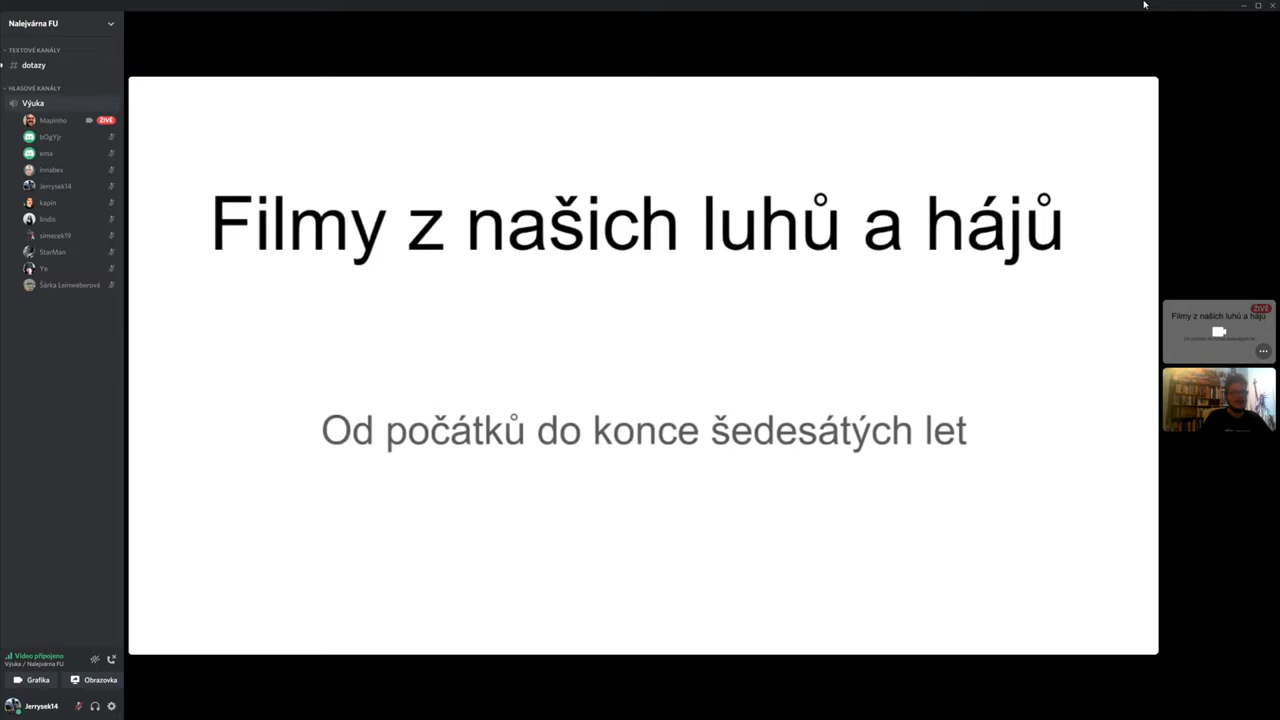 Nalejvárna FU
TEXTOVÉ KANÁLY
dotazy
HLASOVÉ KANÁLY
Výuka
Mapinho
ŽIVĚ
bOgYjr
ema
innabex
Jerrysek14
kapin
lindis
simecek19
StarMan
Ye
Šárka Leinweberová
Filmy z našich luhů a hájů
Od počátků do konce šedesátých let
ŽIVĚ
Filmy z našich luhů a hájů
Video připojeno
Výuka / Nalejvárna FU
Grafika
Obrazovka
Jerrysek14